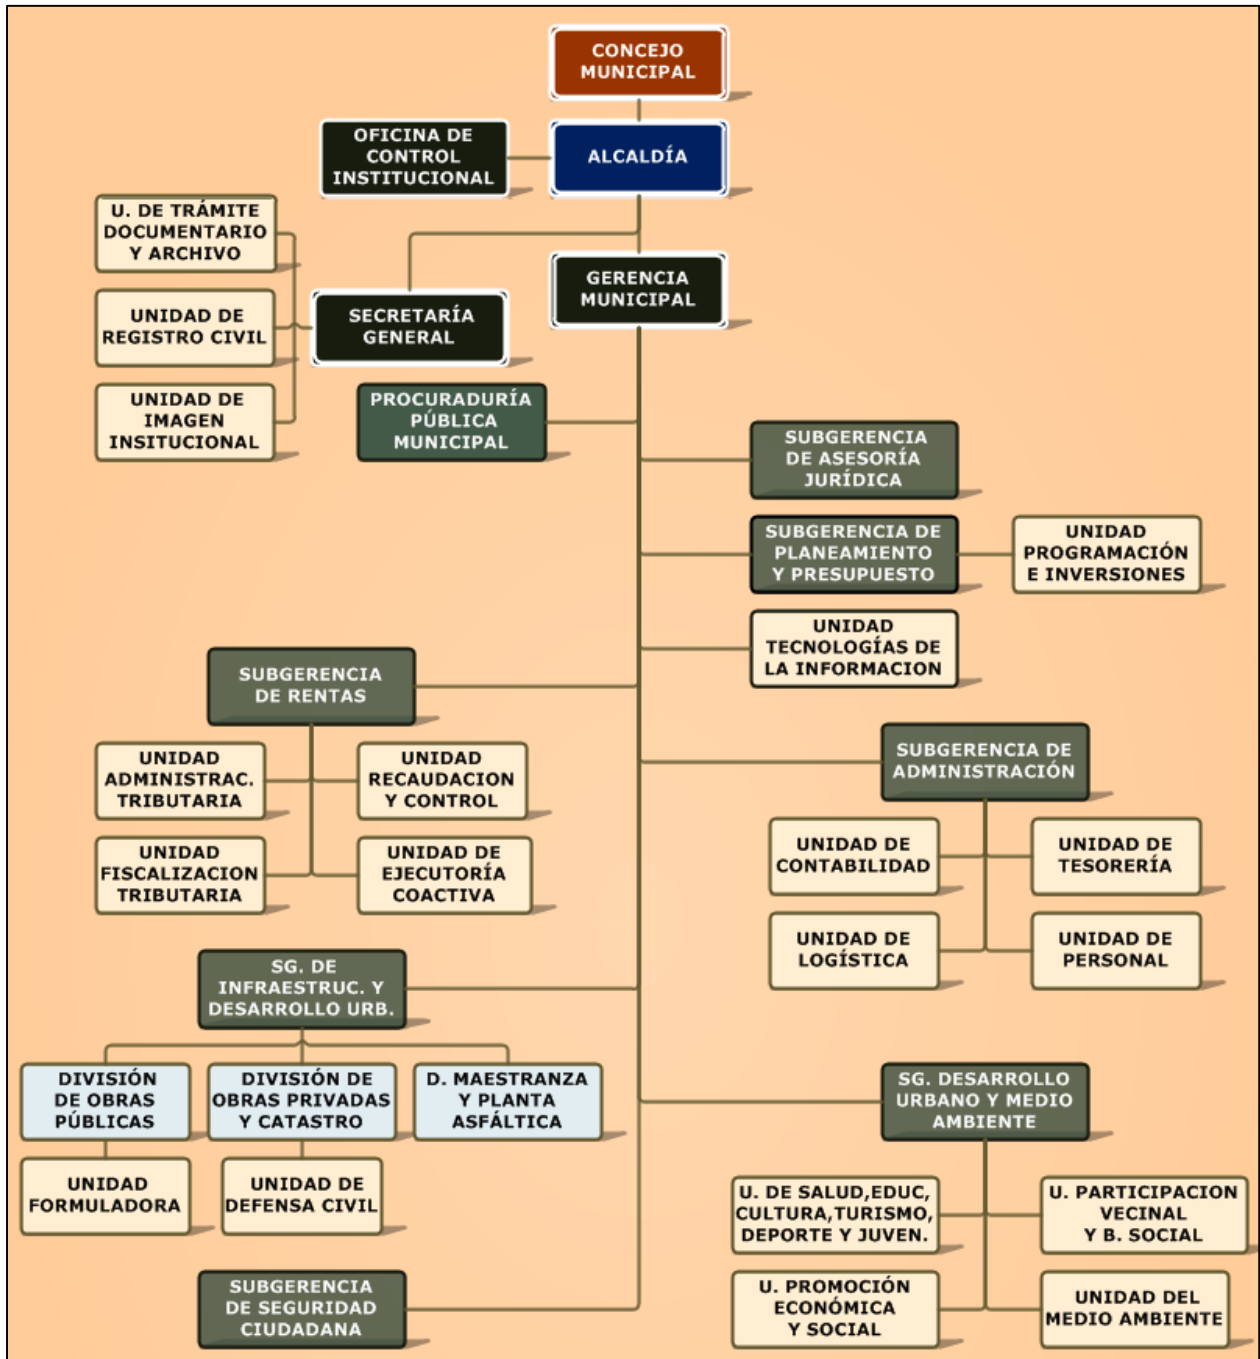 CONCEJO
MUNICIPAL
OFICINA DE
CONTROL
INSTITUCIONAL
ALCALDÍA
U. DE TRÁMITE
DOCUMENTARIO
Y ARCHIVO
GERENCIA
MUNICIPAL
UNIDAD DE
REGISTRO CIVIL
SECRETARÍA
GENERAL
UNIDAD DE
IMAGEN
INSITUCIONAL
PROCURADURÍA
PÚBLICA
MUNICIPAL
SUBGERENCIA
DE ASESORÍA
JURÍDICA
SUBGERENCIA DE
PLANEAMIENTO
Y PRESUPUESTO
UNIDAD
PROGRAMACIÓN
E INVERSIONES
UNIDAD
TECNOLOGÍAS DE
LA INFORMACION
SUBGERENCIA
DE RENTAS
UNIDAD
ADMINISTRAC.
TRIBUTARIA
UNIDAD
RECAUDACION
Y CONTROL
SUBGERENCIA DE
ADMINISTRACIÓN
UNIDAD
FISCALIZACION
TRIBUTARIA
UNIDAD DE
EJECUTORÍA
COACTIVA
UNIDAD DE
CONTABILIDAD
UNIDAD DE
TESORERÍA
UNIDAD DE
LOGÍSTICA
UNIDAD DE
PERSONAL
SG. DE
INFRAESTRUC. Y
DESARROLLO URB.
DIVISIÓN
DE OBRAS
PÚBLICAS
DIVISIÓN DE
OBRAS PRIVADAS
Y CATASTRO
D. MAESTRANZA
Y PLANTA
ASFÁLTICA
SG. DESARROLLO
URBANO Y MEDIO
AMBIENTE
UNIDAD
FORMULADORA
UNIDAD DE
DEFENSA CIVIL
U. DE SALUD,EDUC,
CULTURA,TURISMO,
DEPORTE Y JUVEN.
U. PARTICIPACION
VECINAL
Y B. SOCIAL
SUBGERENCIA
DE SEGURIDAD
CIUDADANA
U. PROMOCIÓN
ECONÓMICA
Y SOCIAL
UNIDAD DEL
MEDIO AMBIENTE